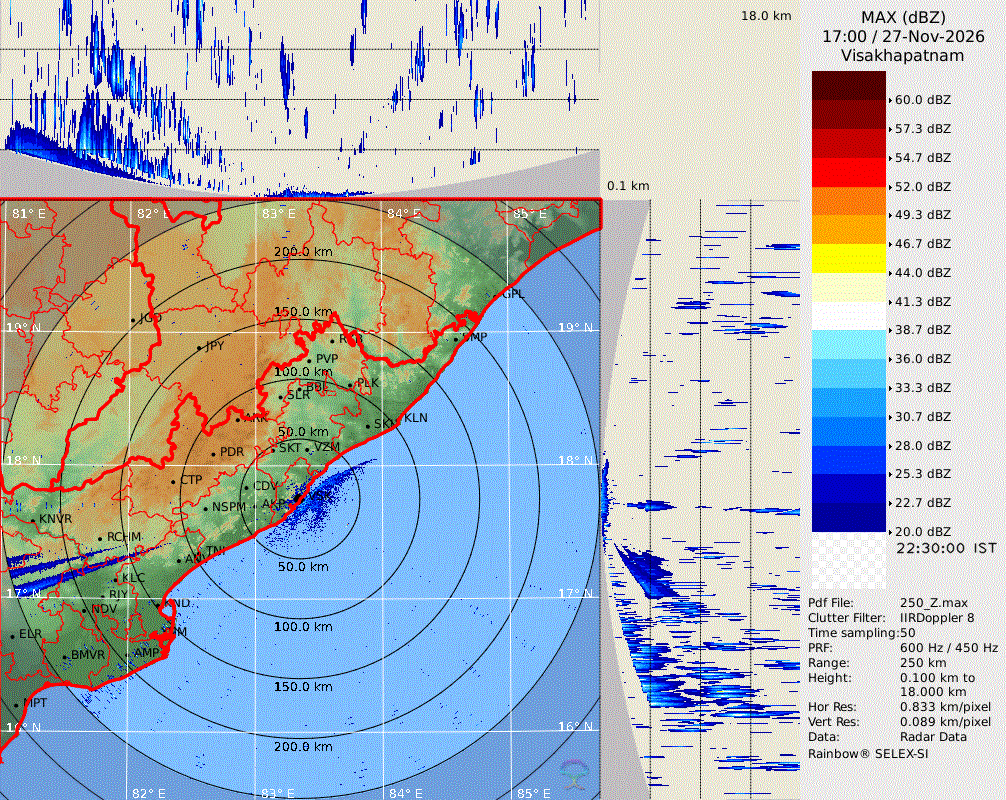 18.0 km
0.1 km
MAX (dBZ)
17:00 / 27-Nov-2026
Visakhapatnam
60.0 dBZ
57.3 dBZ
54.7 dBZ
52.0 dBZ
49.3 dBZ
46.7 dBZ
44.0 dBZ
41.3 dBZ
38.7 dBZ
36.0 dBZ
33.3 dBZ
30.7 dBZ
28.0 dBZ
25.3 dBZ
22.7 dBZ
20.0 dBZ
22:30:00 IST
Pdf File: 250_Z.max
Clutter Filter: IIRDoppler 8
Time sampling:50
PRF: 600 Hz / 450 Hz
Range: 250 km
Height: 0.100 km to
18.000 km
Hor Res: 0.833 km/pixel
Vert Res: 0.089 km/pixel
Data: Radar Data
Rainbow® SELEX-SI
81° E 82° E 83° E 84° E 85° E
200.0 km
GPL
150.0 km
JGD
19° N 19° N
JPY
SMP
PVP
100.0 km
BBL PLK
SLR
KLN
50.0 km
SKT VZM
PDR
18° N 18° N
CTP
CDV
NSPM
KNVR
RCHM
TNI
50.0 km
KLC
RJY
17° N 17° N
NDV KND
100.0 km
ELR
BMVR AMP
150.0 km
MPT
16° N 16° N
200.0 km
82° E 83° E 84° E 85° E